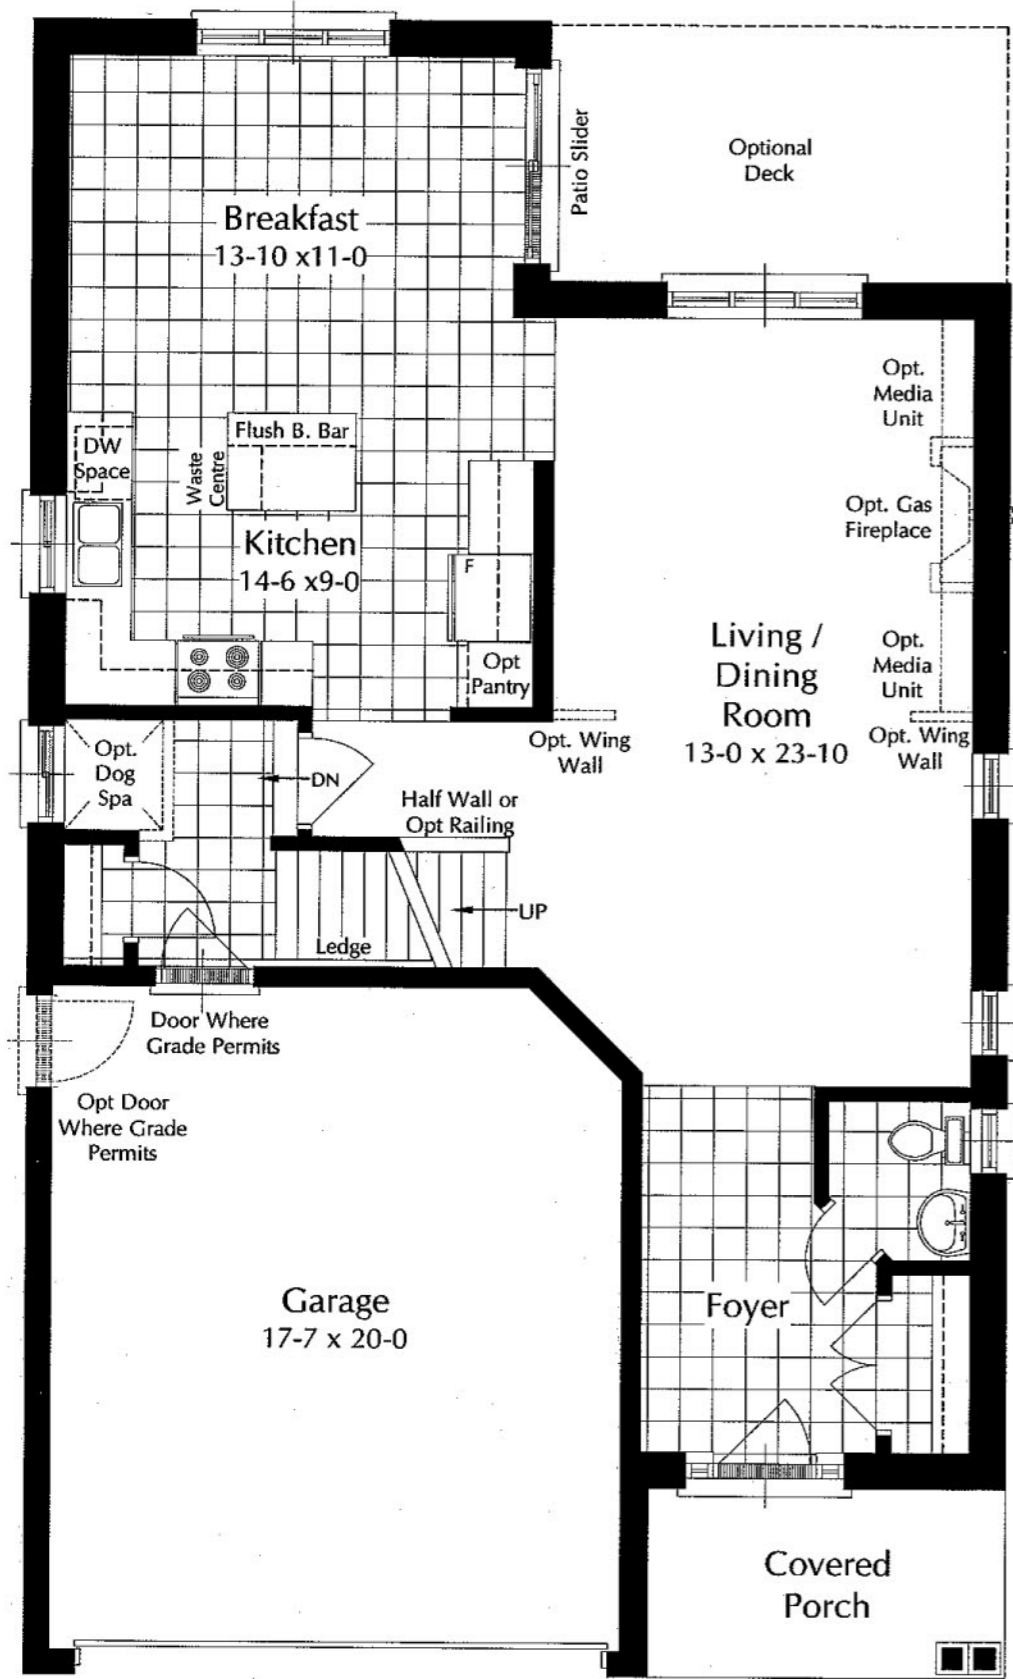 Patio Slider
Optional
Deck
Breakfast
13-10 x11-0
Opt.
Media
Unit
DW
Space
Waste
Centre
Flush B. Bar
Opt. Gas
Fireplace
Kitchen
14-6 x9-0
F
Living /
Dining
Room
13-0 x 23-10
Opt
Pantry
Opt.
Media
Unit
Opt. Wing
Wall
Opt. Wing
Wall
Opt.
Dog
Spa
DN
Half Wall or
Opt Railing
UP
Ledge
Door Where
Grade Permits
Opt Door
Where Grade
Permits
Garage
17-7 x 20-0
Foyer
Covered
Porch